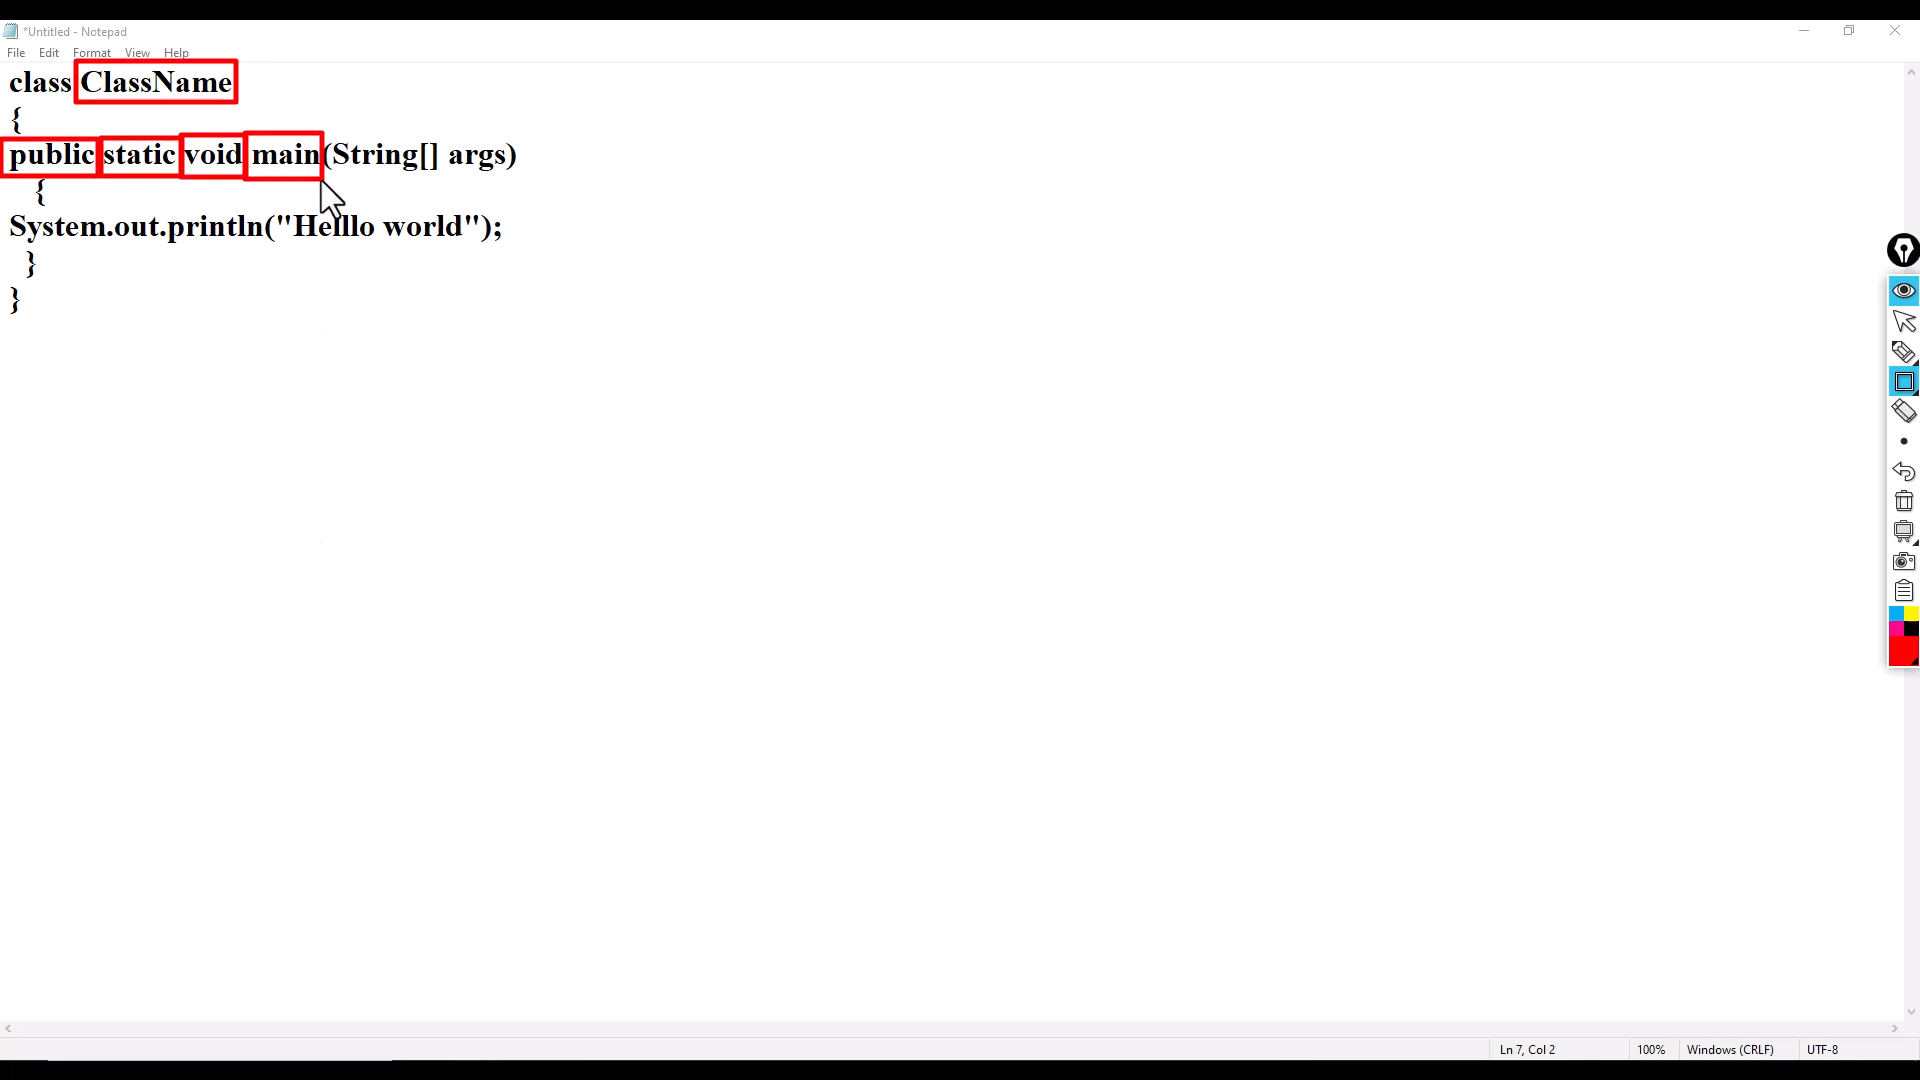 *Untitled - Notepad
File Edit Format View Help
class ClassName
{
public static void main(String[] args)
{
System.out.println("Helllo world");
}
}
Ln 7, Col 2 100% Windows (CRLF) UTF-8